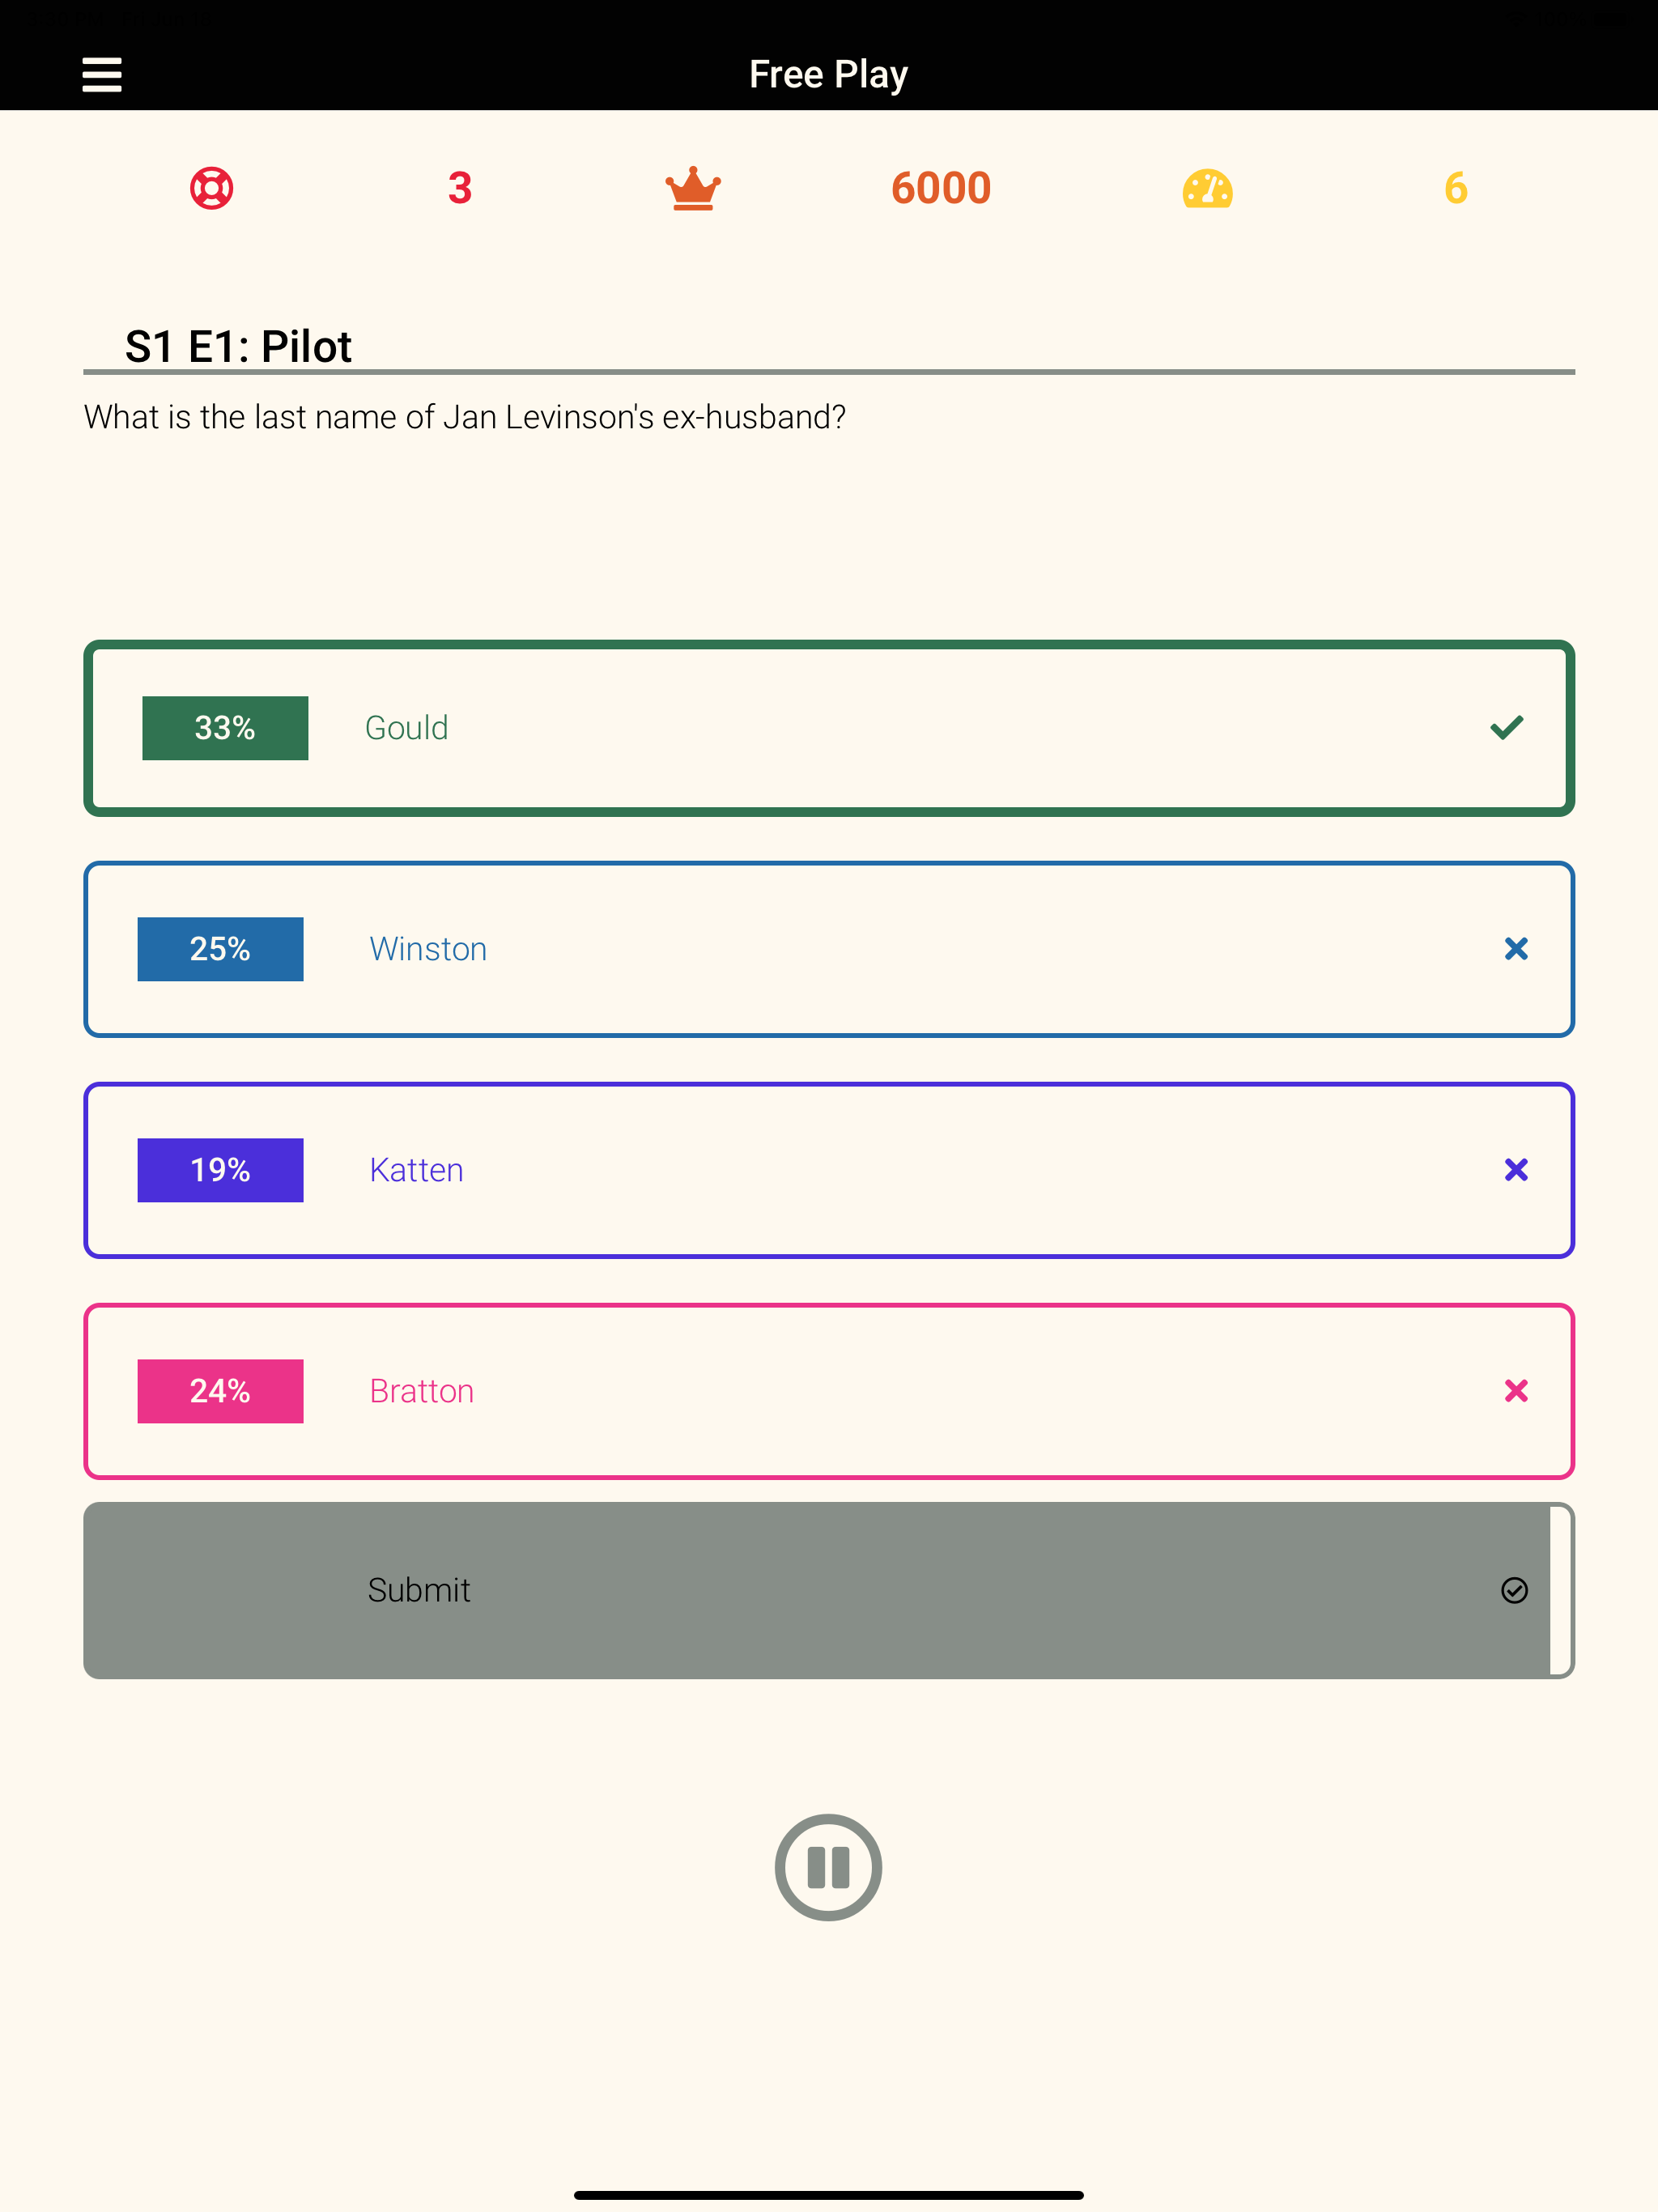 Free Play
3 6000 6
S1 E1: Pilot
What is the last name of Jan Levinson's ex-husband?
33% Gould
25% Winston
19% Katten
24% Bratton
Submit